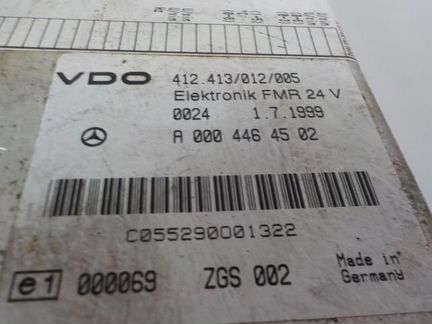 VDO 412.413/012/005
Elektronik FMR 24 V
0024 1.7.1999
A 000 446 45 02
C055290001322
e1 000069 ZGS 002 Made in
Germany